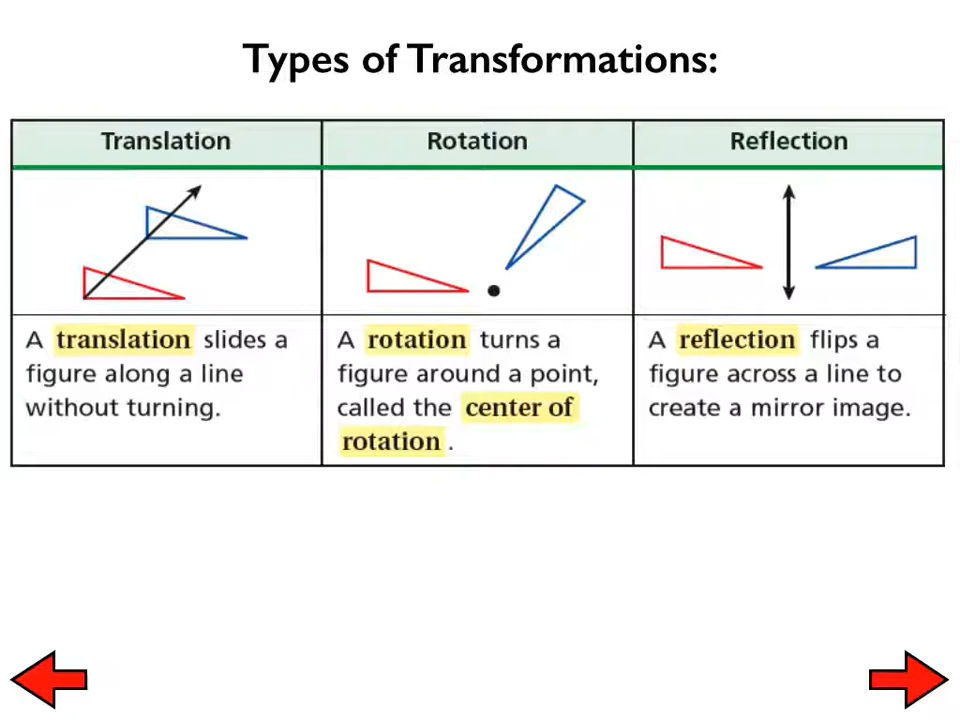 Types of Transformations:
Translation
Rotation
Reflection
A translation slides a
figure along a line
without turning.
A rotation turns a
figure around a point,
called the center of
rotation.
A reflection flips a
figure across a line to
create a mirror image.